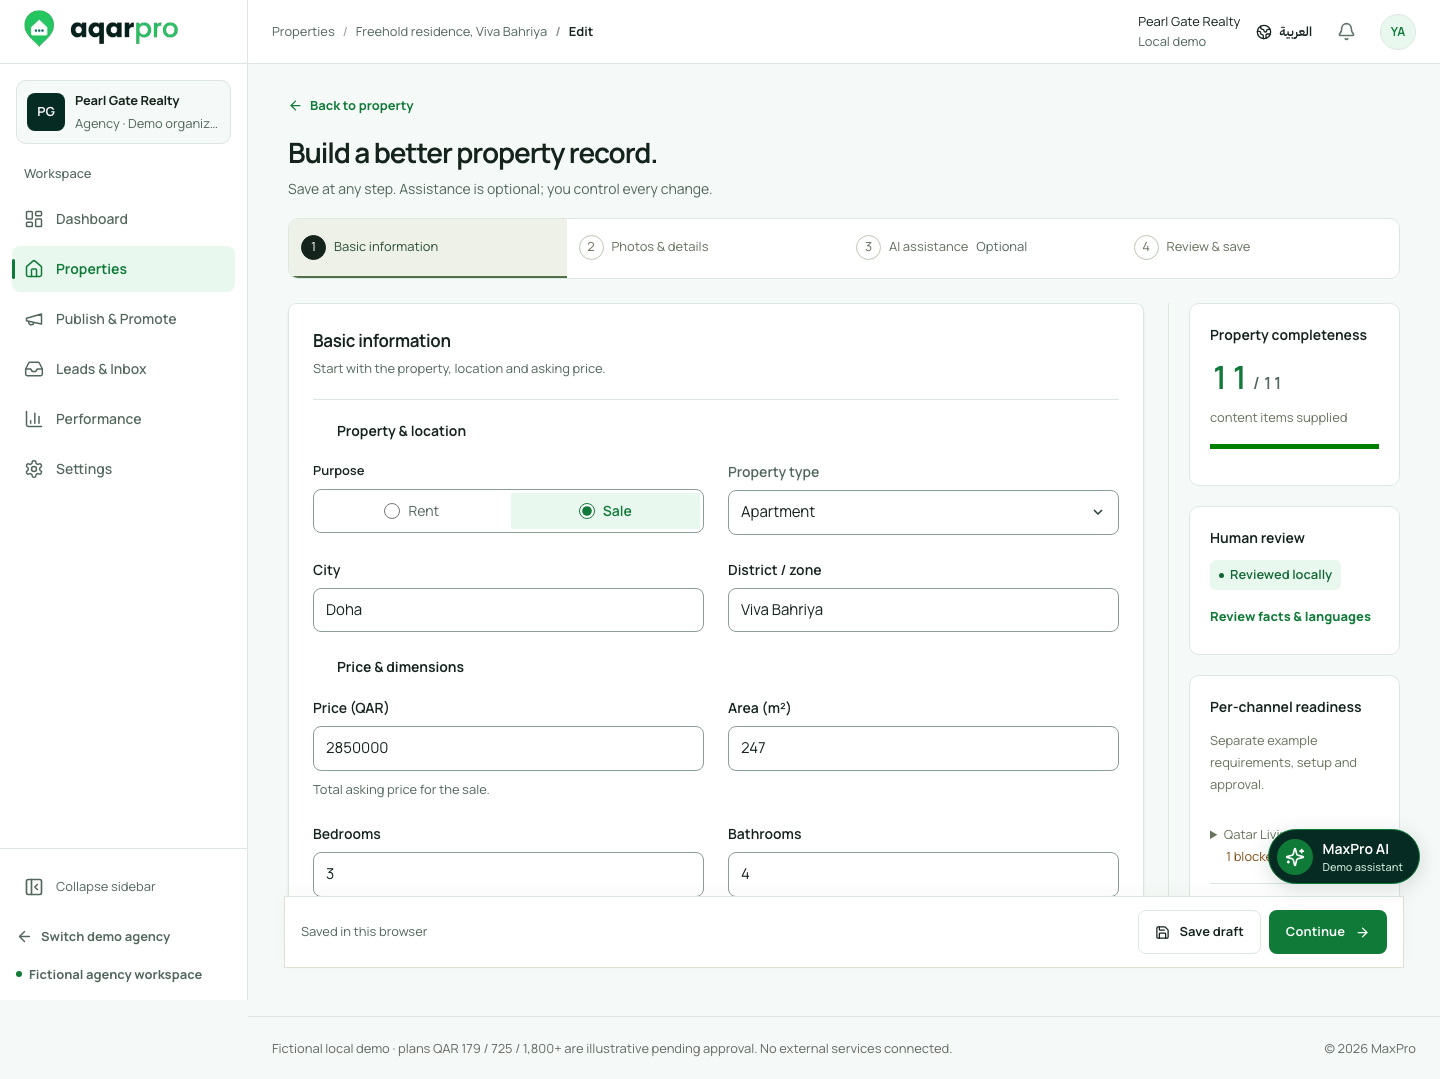 aqarpro
Properties / Freehold residence, Viva Bahriya / Edit
Pearl Gate Realty
Local demo
العربية
YA
PG
Pearl Gate Realty
Agency · Demo organiz...
Workspace
Dashboard
Properties
Publish & Promote
Leads & Inbox
Performance
Settings
Collapse sidebar
Switch demo agency
Fictional agency workspace
Back to property
Build a better property record.
Save at any step. Assistance is optional; you control every change.
1 Basic information
2 Photos & details
3 AI assistance Optional
4 Review & save
Basic information
Start with the property, location and asking price.
Property & location
Purpose
Rent
Sale
Property type
Apartment
City
Doha
District / zone
Viva Bahriya
Price & dimensions
Price (QAR)
2850000
Total asking price for the sale.
Area (m²)
247
Bedrooms
3
Bathrooms
4
Property completeness
11 / 11
content items supplied
Human review
Reviewed locally
Review facts & languages
Per-channel readiness
Separate example
requirements, setup and
approval.
Qatar
1
MaxPro AI
Demo assistant
Saved in this browser
Save draft
Continue
Fictional local demo · plans QAR 179 / 725 / 1,800+ are illustrative pending approval. No external services connected.
© 2026 MaxPro